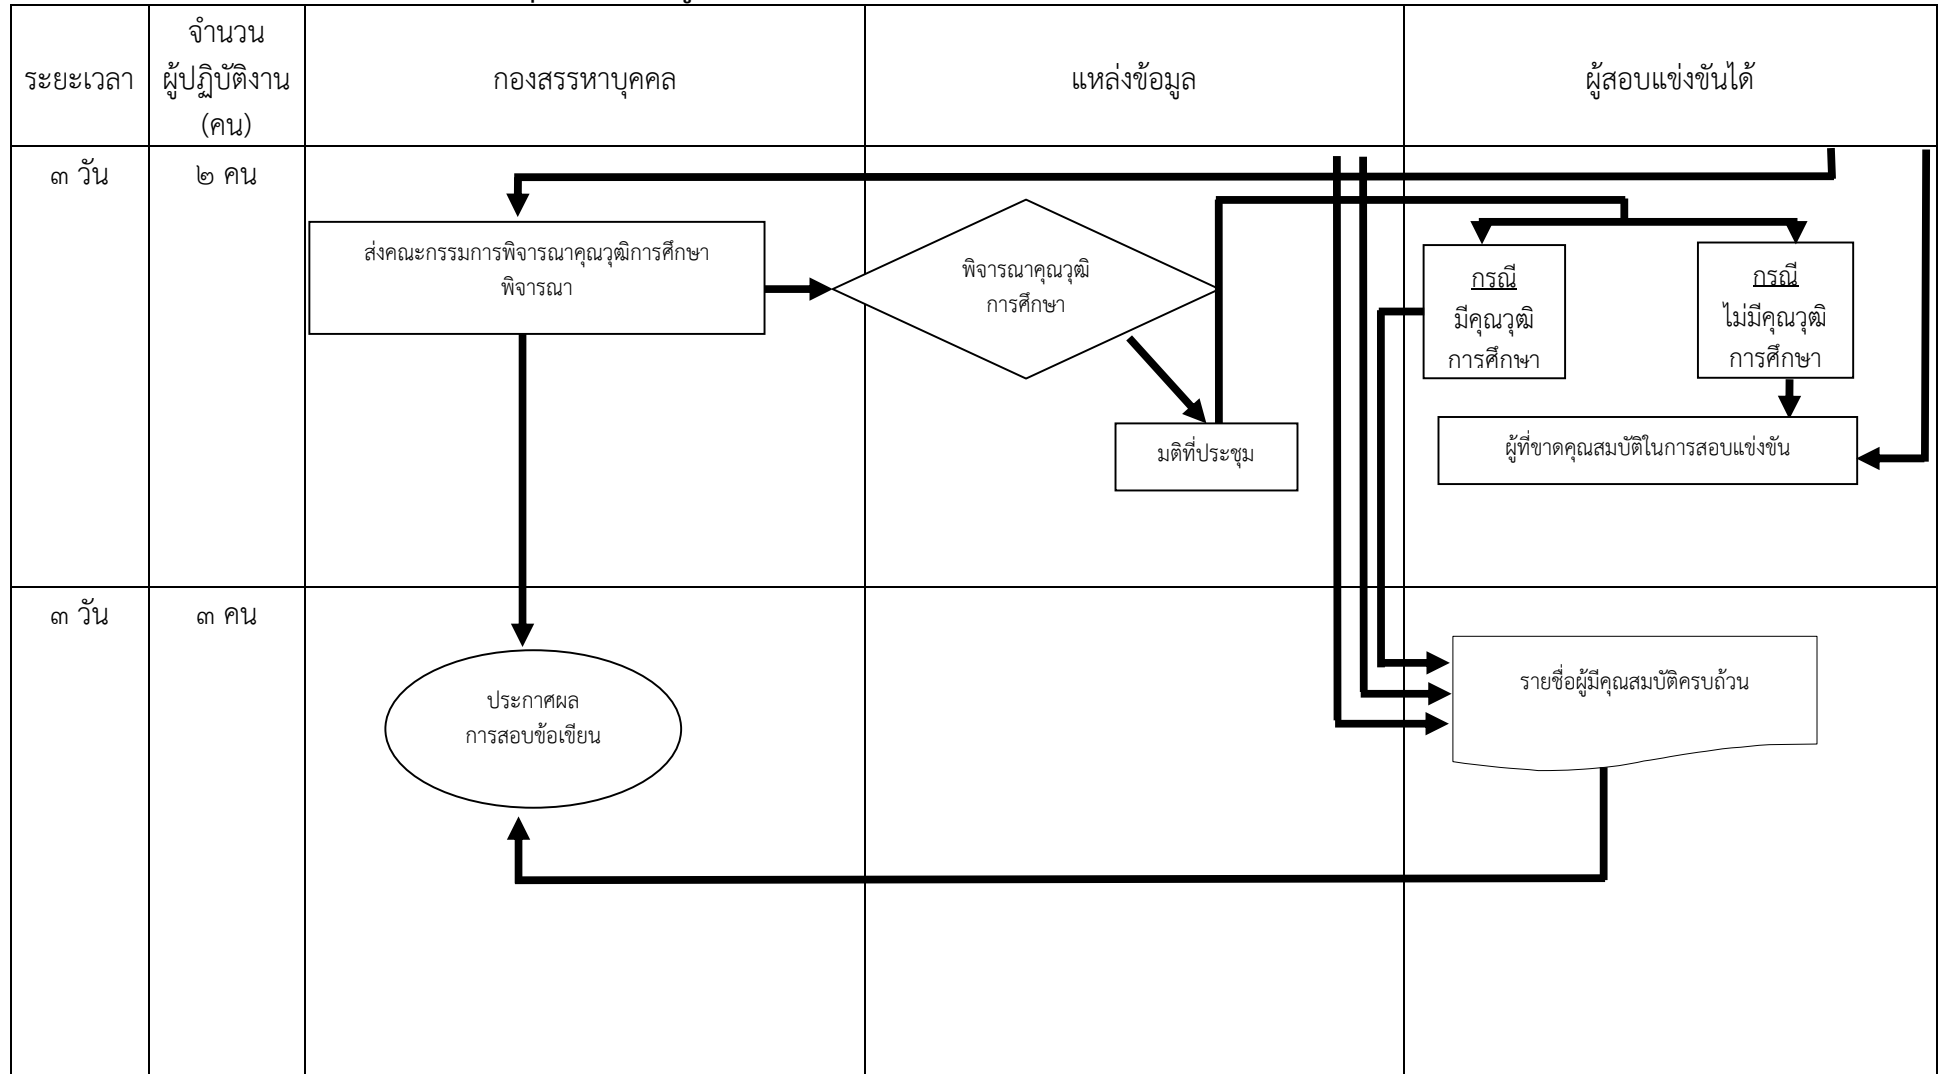 ระยะเวลา
จำนวน
ผู้ปฏิบัติงาน
(คน)
กองสรรหาบุคคล
แหล่งข้อมูล
ผู้สอบแข่งขันได้
๓ วัน
๒ คน
ส่งคณะกรรมการพิจารณาคุณวุฒิการศึกษา
พิจารณา
พิจารณาคุณวุฒิ
การศึกษา
มติที่ประชุม
กรณี
มีคุณวุฒิ
การศึกษา
กรณี
ไม่มีคุณวุฒิ
การศึกษา
ผู้ที่ขาดคุณสมบัติในการสอบแข่งขัน
๓ วัน
๓ คน
ประกาศผล
การสอบข้อเขียน
รายชื่อผู้มีคุณสมบัติครบถ้วน